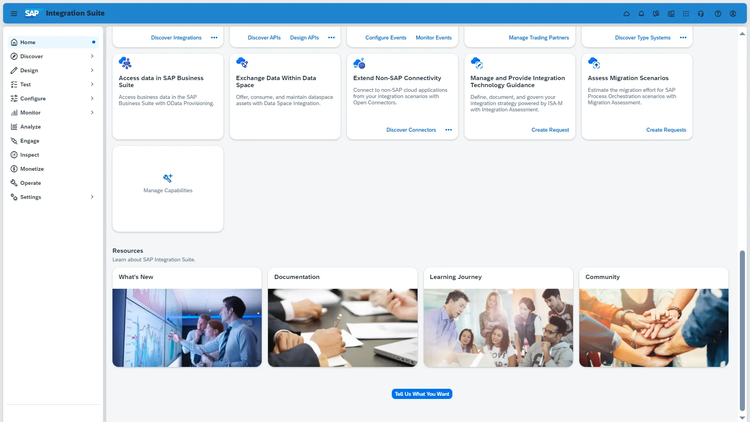 SAP Integration Suite
Home
Discover
Design
Test
Configure
Monitor
Analyze
Engage
Inspect
Monetize
Operate
Settings
Discover Integrations
Discover APIs Design APIs
Configure Events Monitor Events
Manage Trading Partners
Discover Type Systems
Access data in SAP Business
Suite
Access business data in the SAP
Business Suite with OData Provisioning.
Exchange Data Within Data
Space
Offer, consume, and maintain dataspace
assets with Data Space Integration.
Extend Non-SAP Connectivity
Connect to non-SAP cloud applications
from your integration scenarios with
Open Connectors.
Discover Connectors
Manage and Provide Integration
Technology Guidance
Define, document, and govern your
integration strategy powered by ISA-M
with Integration Assessment.
Create Request
Assess Migration Scenarios
Estimate the migration effort for SAP
Process Orchestration scenarios with
Migration Assessment.
Create Requests
Manage Capabilities
Resources
Learn about SAP Integration Suite.
What's New
Documentation
Learning Journey
Community
Tell Us What You Want